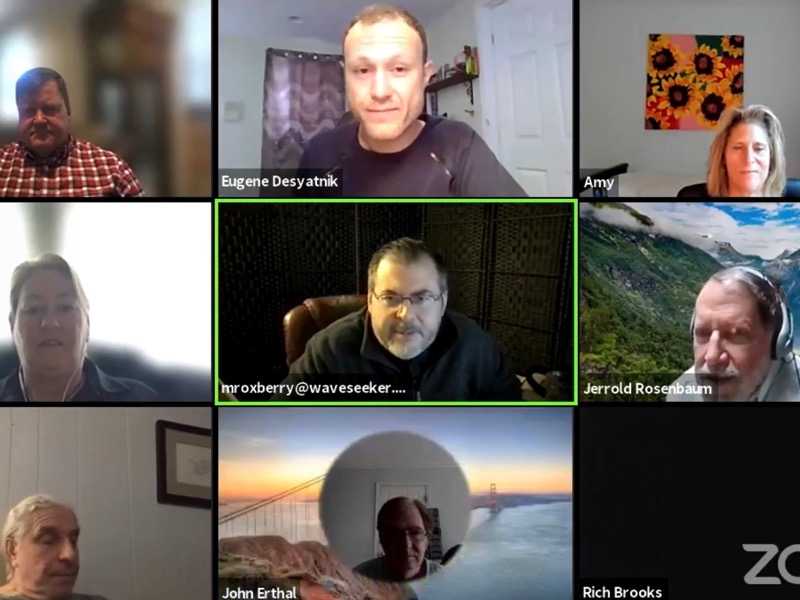 Eugene Desyatnik
Amy
mroxberry@waveseeker....
Jerrold Rosenbaum
John Erthal
Rich Brooks